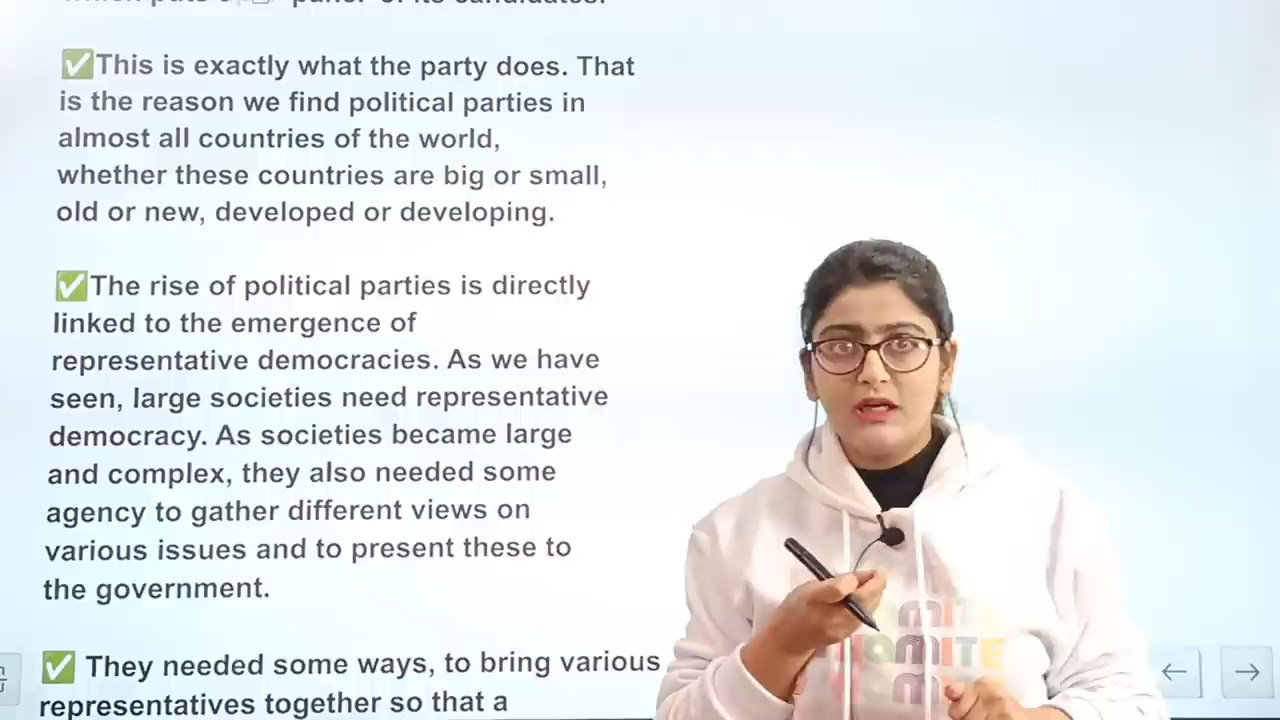 panel of its candidates.
✅This is exactly what the party does. That
is the reason we find political parties in
almost all countries of the world,
whether these countries are big or small,
old or new, developed or developing.
✅The rise of political parties is directly
linked to the emergence of
representative democracies. As we have
seen, large societies need representative
democracy. As societies became large
and complex, they also needed some
agency to gather different views on
various issues and to present these to
the government.
✅ They needed some ways, to bring various
representatives together so that a